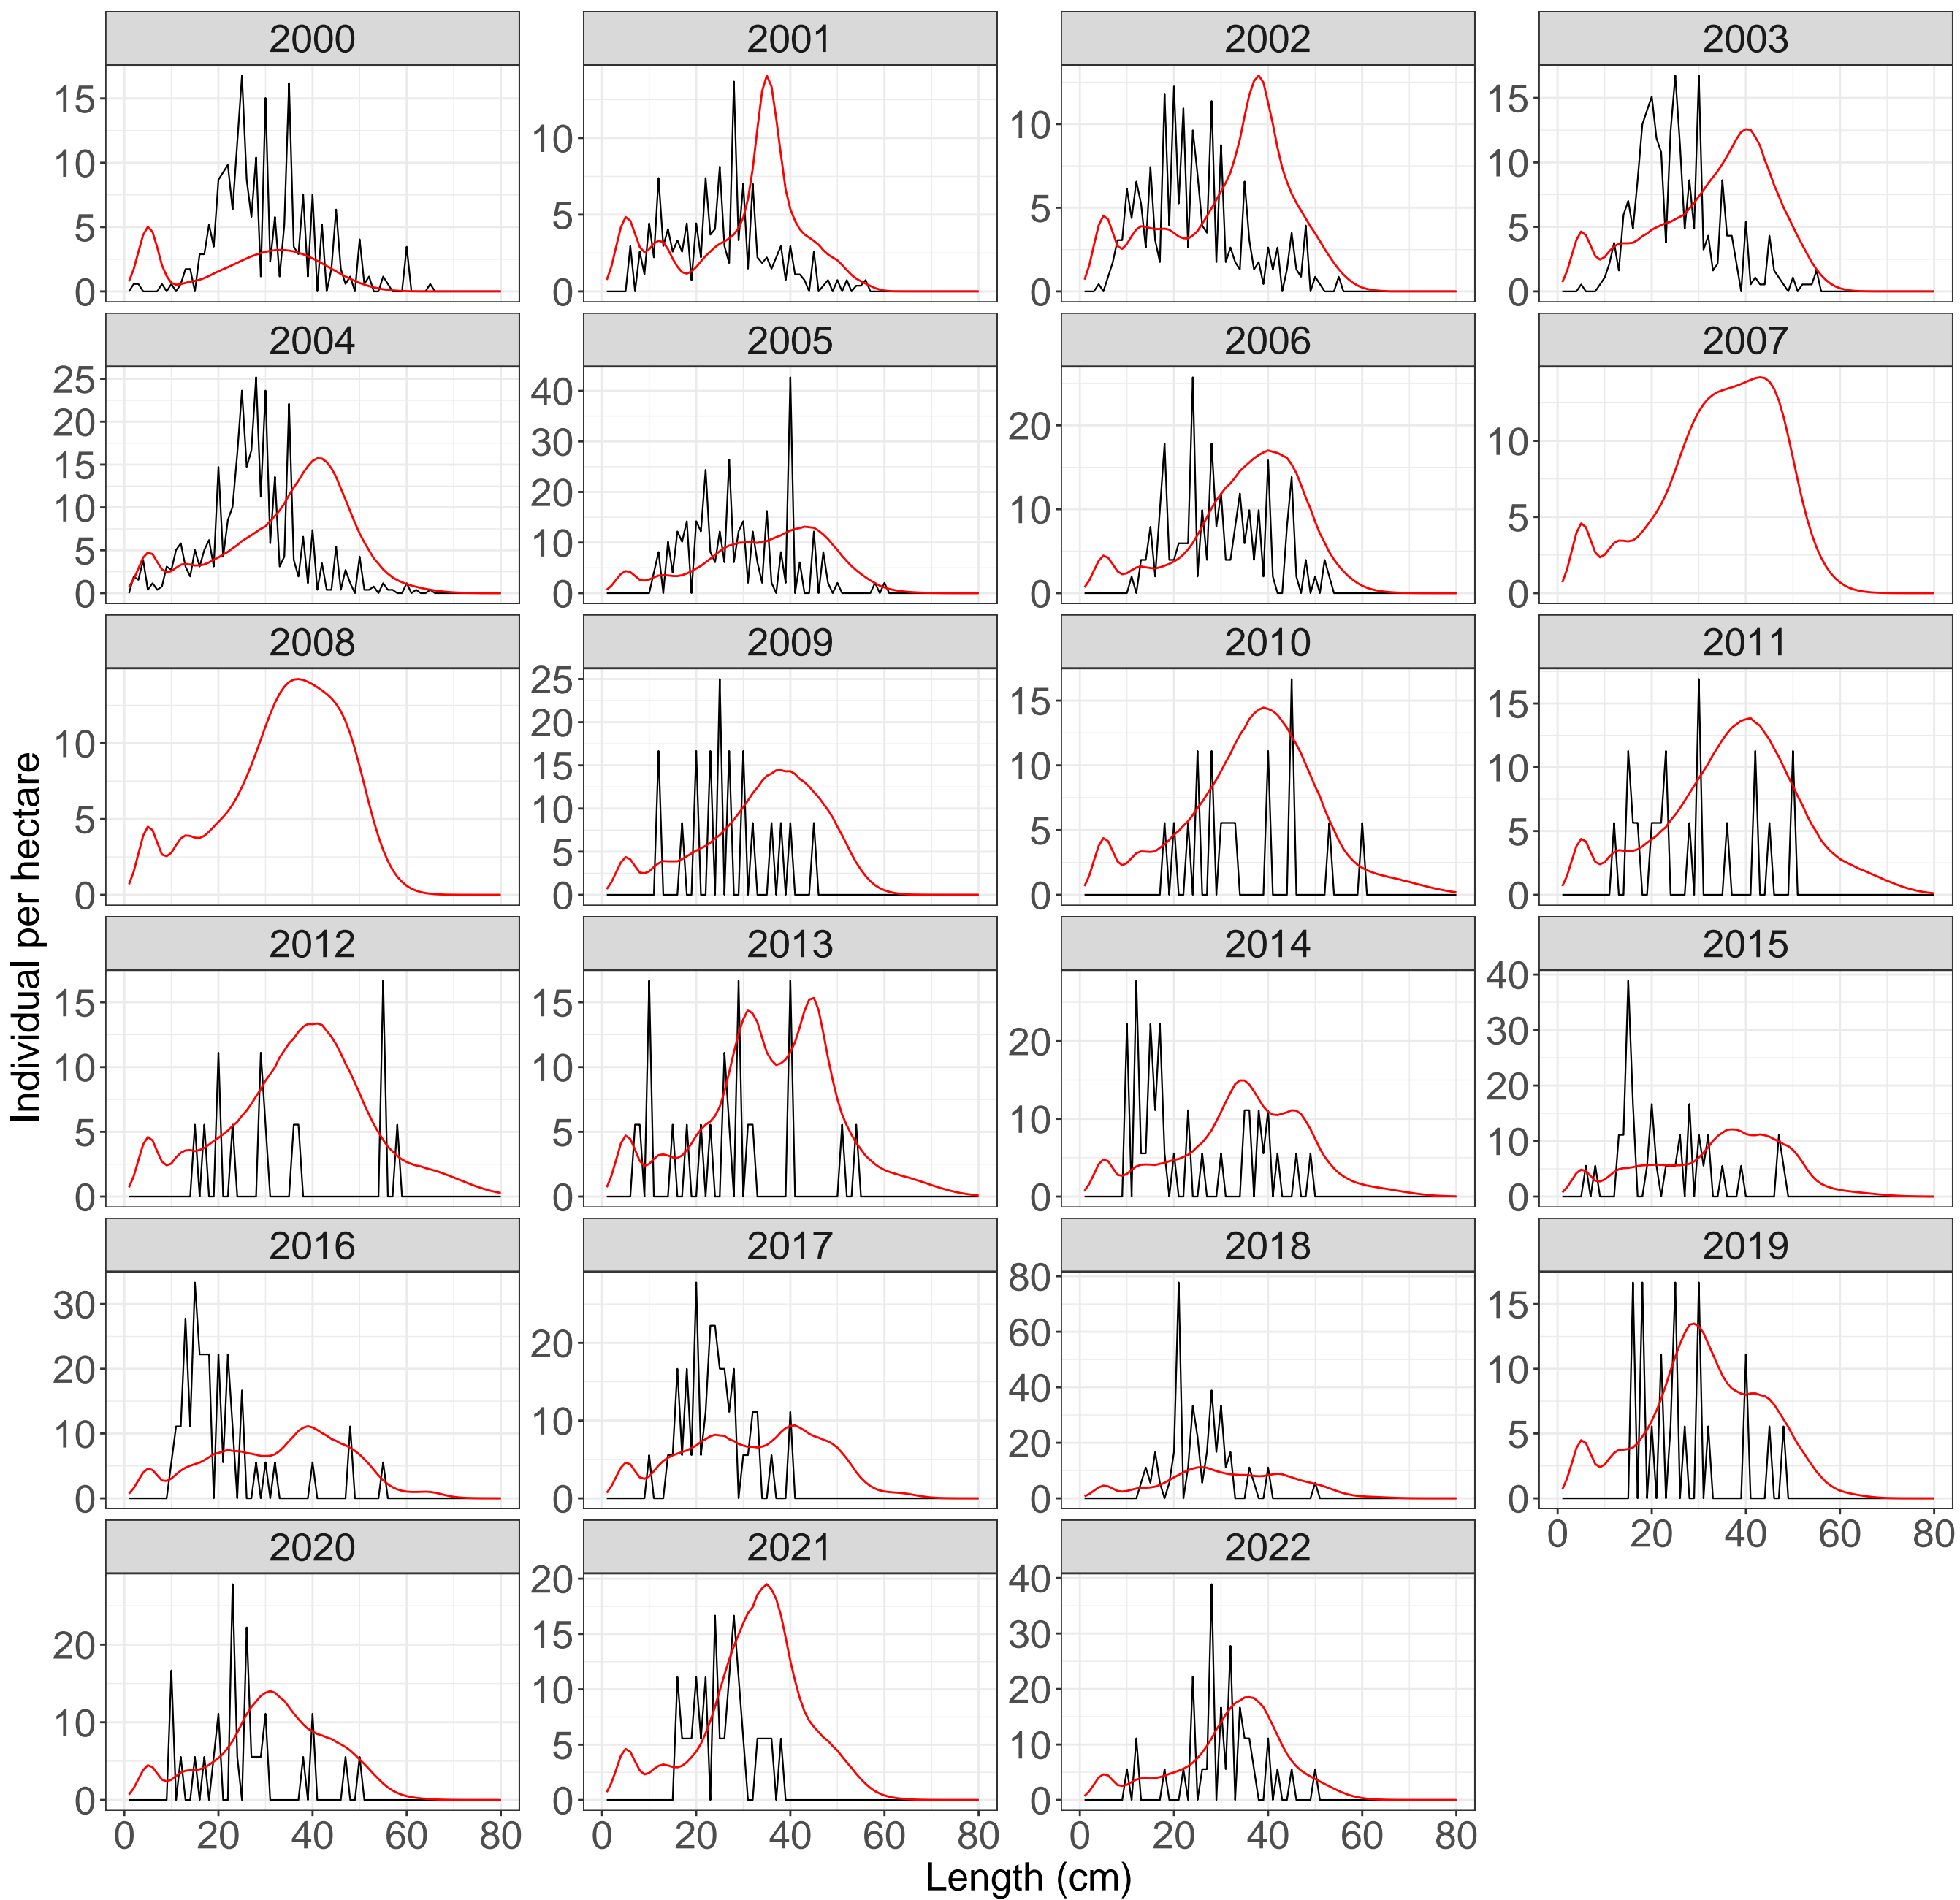 2000 2001 2002 2003
15 10 5 0
10 5 0
10 5 0
15 10 5 0
2004 2005 2006 2007
25 20 15 10 5 0
40 30 20 10 0
20 10 0
10 5 0
2008 2009 2010 2011
10 5 0
25 20 15 10 5 0
15 10 5 0
15 10 5 0
Individual per hectare
2012 2013 2014 2015
15 10 5 0
15 10 5 0
20 10 0
40 30 20 10 0
2016 2017 2018 2019
30 20 10 0
20 10 0
80 60 40 20 0
15 10 5 0
0 20 40 60 80
2020 2021 2022
20 10 0
20 15 10 5 0
40 30 20 10 0
0 20 40 60 80
0 20 40 60 80
0 20 40 60 80
Length (cm)